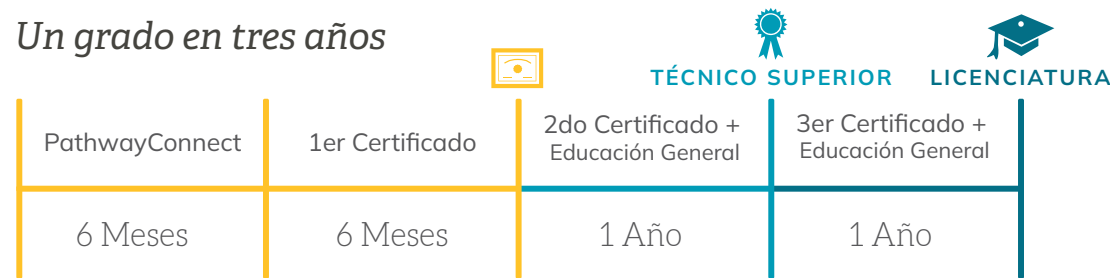 Un grado en tres años
TÉCNICO SUPERIOR
LICENCIATURA
PathwayConnect
1er Certificado
2do Certificado +
Educación General
3er Certificado +
Educación General
6 Meses
6 Meses
1 Año
1 Año